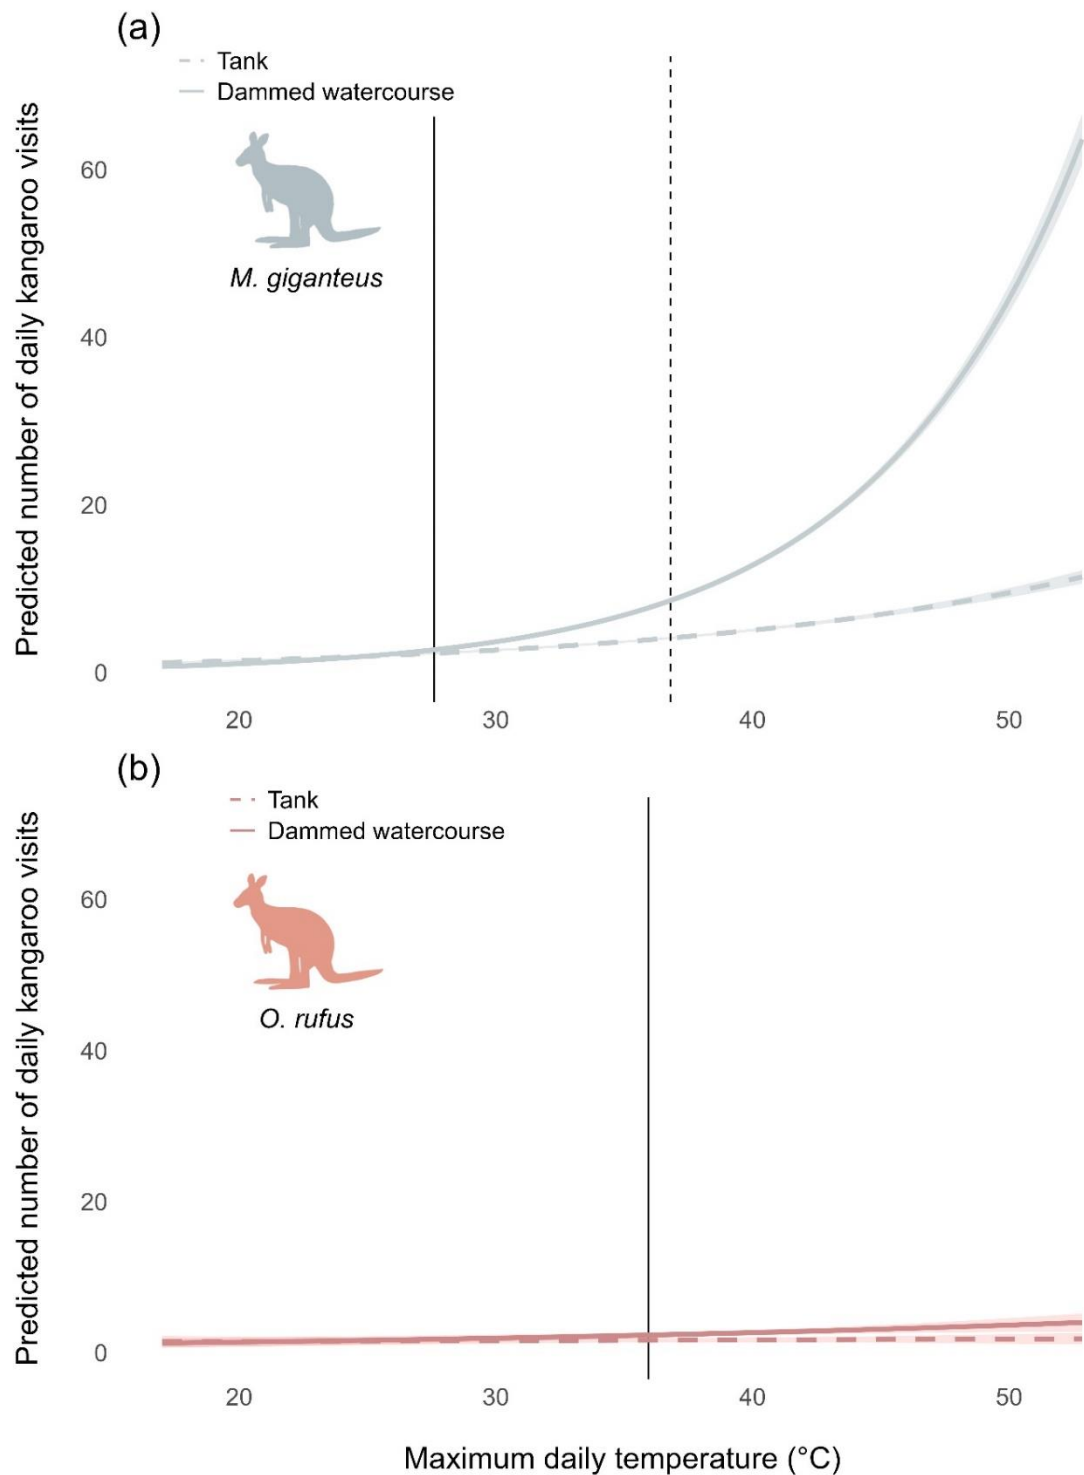 (a)
Tank
Dammed watercourse
M. giganteus
Predicted number of daily kangaroo visits
60
40
20
0
20 30 40 50
(b)
Tank
Dammed watercourse
O. rufus
Predicted number of daily kangaroo visits
60
40
20
0
20 30 40 50
Maximum daily temperature (°C)